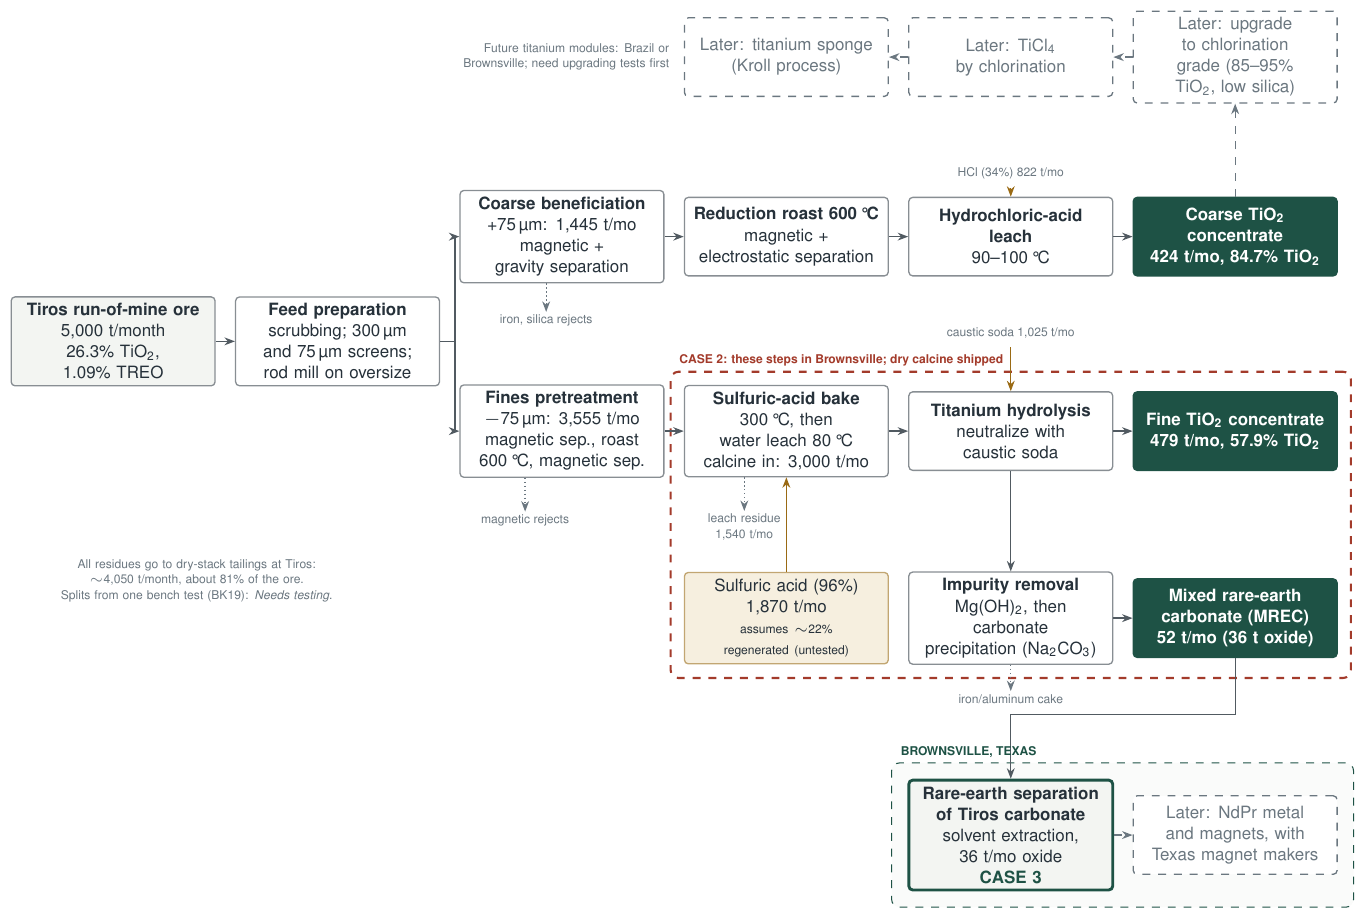 Future titanium modules: Brazil or
Brownsville; need upgrading tests first
Later: titanium sponge
(Kroll process)
Later: TiCl₄
by chlorination
Later: upgrade
to chlorination
grade (85–95%
TiO₂, low silica)
HCl (34%) 822 t/mo
Coarse beneficiation
+75 µm: 1,445 t/mo
magnetic +
gravity separation
Reduction roast 600 °C
magnetic +
electrostatic separation
Hydrochloric-acid
leach
90–100 °C
Coarse TiO₂
concentrate
424 t/mo, 84.7% TiO₂
iron, silica rejects
Tiros run-of-mine ore
5,000 t/month
26.3% TiO₂,
1.09% TREO
Feed preparation
scrubbing; 300 µm
and 75 µm screens;
rod mill on oversize
caustic soda 1,025 t/mo
CASE 2: these steps in Brownsville; dry calcine shipped
Fines pretreatment
−75 µm: 3,555 t/mo
magnetic sep., roast
600 °C, magnetic sep.
Sulfuric-acid bake
300 °C, then
water leach 80 °C
calcine in: 3,000 t/mo
Titanium hydrolysis
neutralize with
caustic soda
Fine TiO₂ concentrate
479 t/mo, 57.9% TiO₂
magnetic rejects
leach residue
1,540 t/mo
All residues go to dry-stack tailings at Tiros:
∼4,050 t/month, about 81% of the ore.
Splits from one bench test (BK19): Needs testing.
Sulfuric acid (96%)
1,870 t/mo
assumes ∼22%
regenerated (untested)
Impurity removal
Mg(OH)₂, then
carbonate
precipitation (Na₂CO₃)
Mixed rare-earth
carbonate (MREC)
52 t/mo (36 t oxide)
iron/aluminum cake
BROWNSVILLE, TEXAS
Rare-earth separation
of Tiros carbonate
solvent extraction,
36 t/mo oxide
CASE 3
Later: NdPr metal
and magnets, with
Texas magnet makers